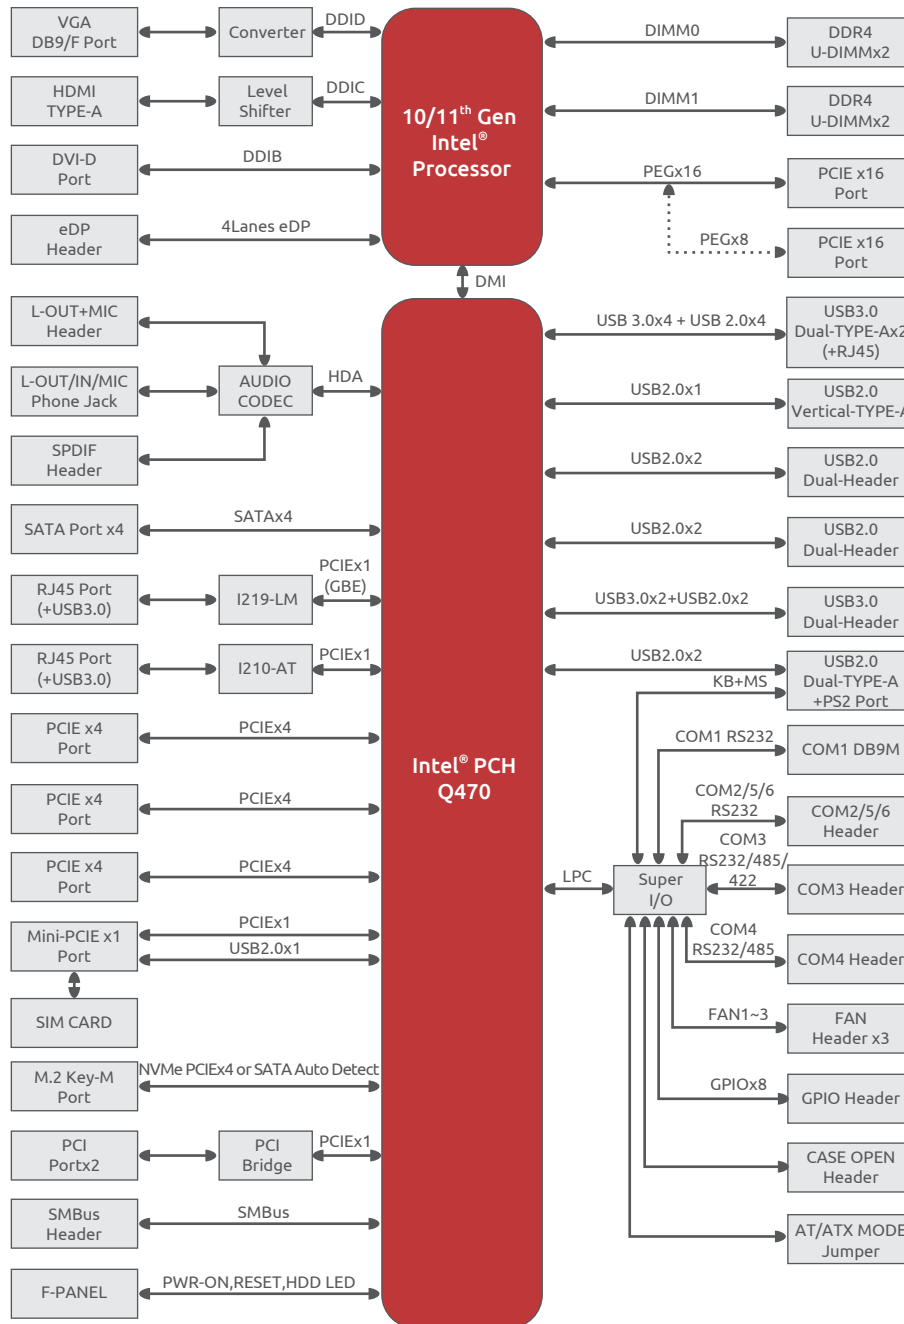 VGA
DB9/F Port
Converter
DDID
HDMI
TYPE-A
Level
Shifter
DDIC
DVI-D
Port
DDIB
eDP
Header
4Lanes eDP
10/11th Gen
Intel®
Processor
DIMM0
DDR4
U-DIMMx2
DIMM1
DDR4
U-DIMMx2
PEGx16
PCIE x16
Port
PEGx8
PCIE x16
Port
DMI
L-OUT+MIC
Header
L-OUT/IN/MIC
Phone Jack
AUDIO
CODEC
HDA
SPDIF
Header
SATA Port x4
SATAx4
RJ45 Port
(+USB3.0)
I219-LM
PCIEx1
(GBE)
RJ45 Port
(+USB3.0)
I210-AT
PCIEx1
PCIE x4
Port
PCIEx4
PCIE x4
Port
PCIEx4
PCIE x4
Port
PCIEx4
Mini-PCIE x1
Port
PCIEx1
USB2.0x1
SIM CARD
M.2 Key-M
Port
NVMe PCIEx4 or SATA Auto Detect
PCI
Portx2
PCI
Bridge
PCIEx1
SMBus
Header
SMBus
F-PANEL
PWR-ON,RESET,HDD LED
Intel® PCH
Q470
USB 3.0x4 + USB 2.0x4
USB3.0
Dual-TYPE-Ax2
(+RJ45)
USB2.0x1
USB2.0
Vertical-TYPE-A
USB2.0x2
USB2.0
Dual-Header
USB2.0x2
USB2.0
Dual-Header
USB3.0x2+USB2.0x2
USB3.0
Dual-Header
USB2.0x2
KB+MS
USB2.0
Dual-TYPE-A
+PS2 Port
COM1 RS232
COM1 DB9M
COM2/5/6
RS232
COM2/5/6
Header
LPC
Super
I/O
COM3
RS232/485/
422
COM3 Header
COM4
RS232/485
COM4 Header
FAN1~3
FAN
Header x3
GPIOx8
GPIO Header
CASE OPEN
Header
AT/ATX MODE
Jumper